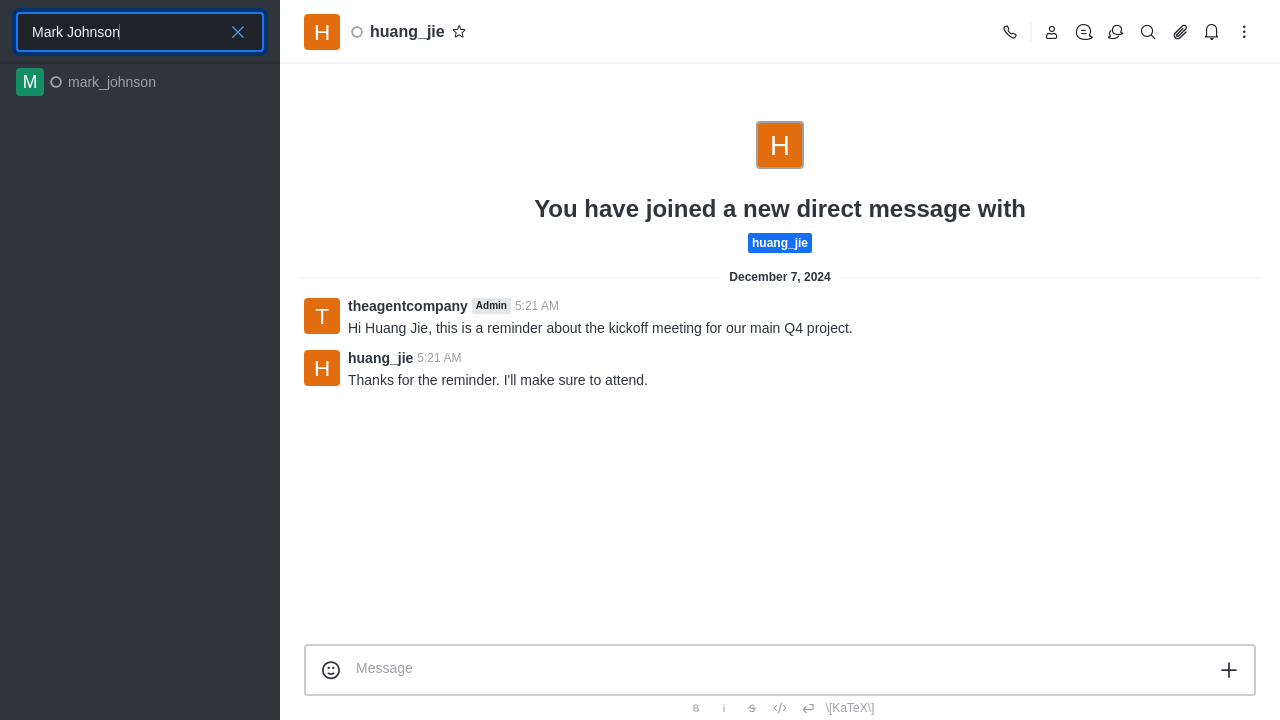 Mark Johnson
M mark_johnson
H huang_jie
H
You have joined a new direct message with
huang_jie
December 7, 2024
T theagentcompany Admin 5:21 AM
Hi Huang Jie, this is a reminder about the kickoff meeting for our main Q4 project.
H huang_jie 5:21 AM
Thanks for the reminder. I'll make sure to attend.
Message
B i S \[KaTeX\]